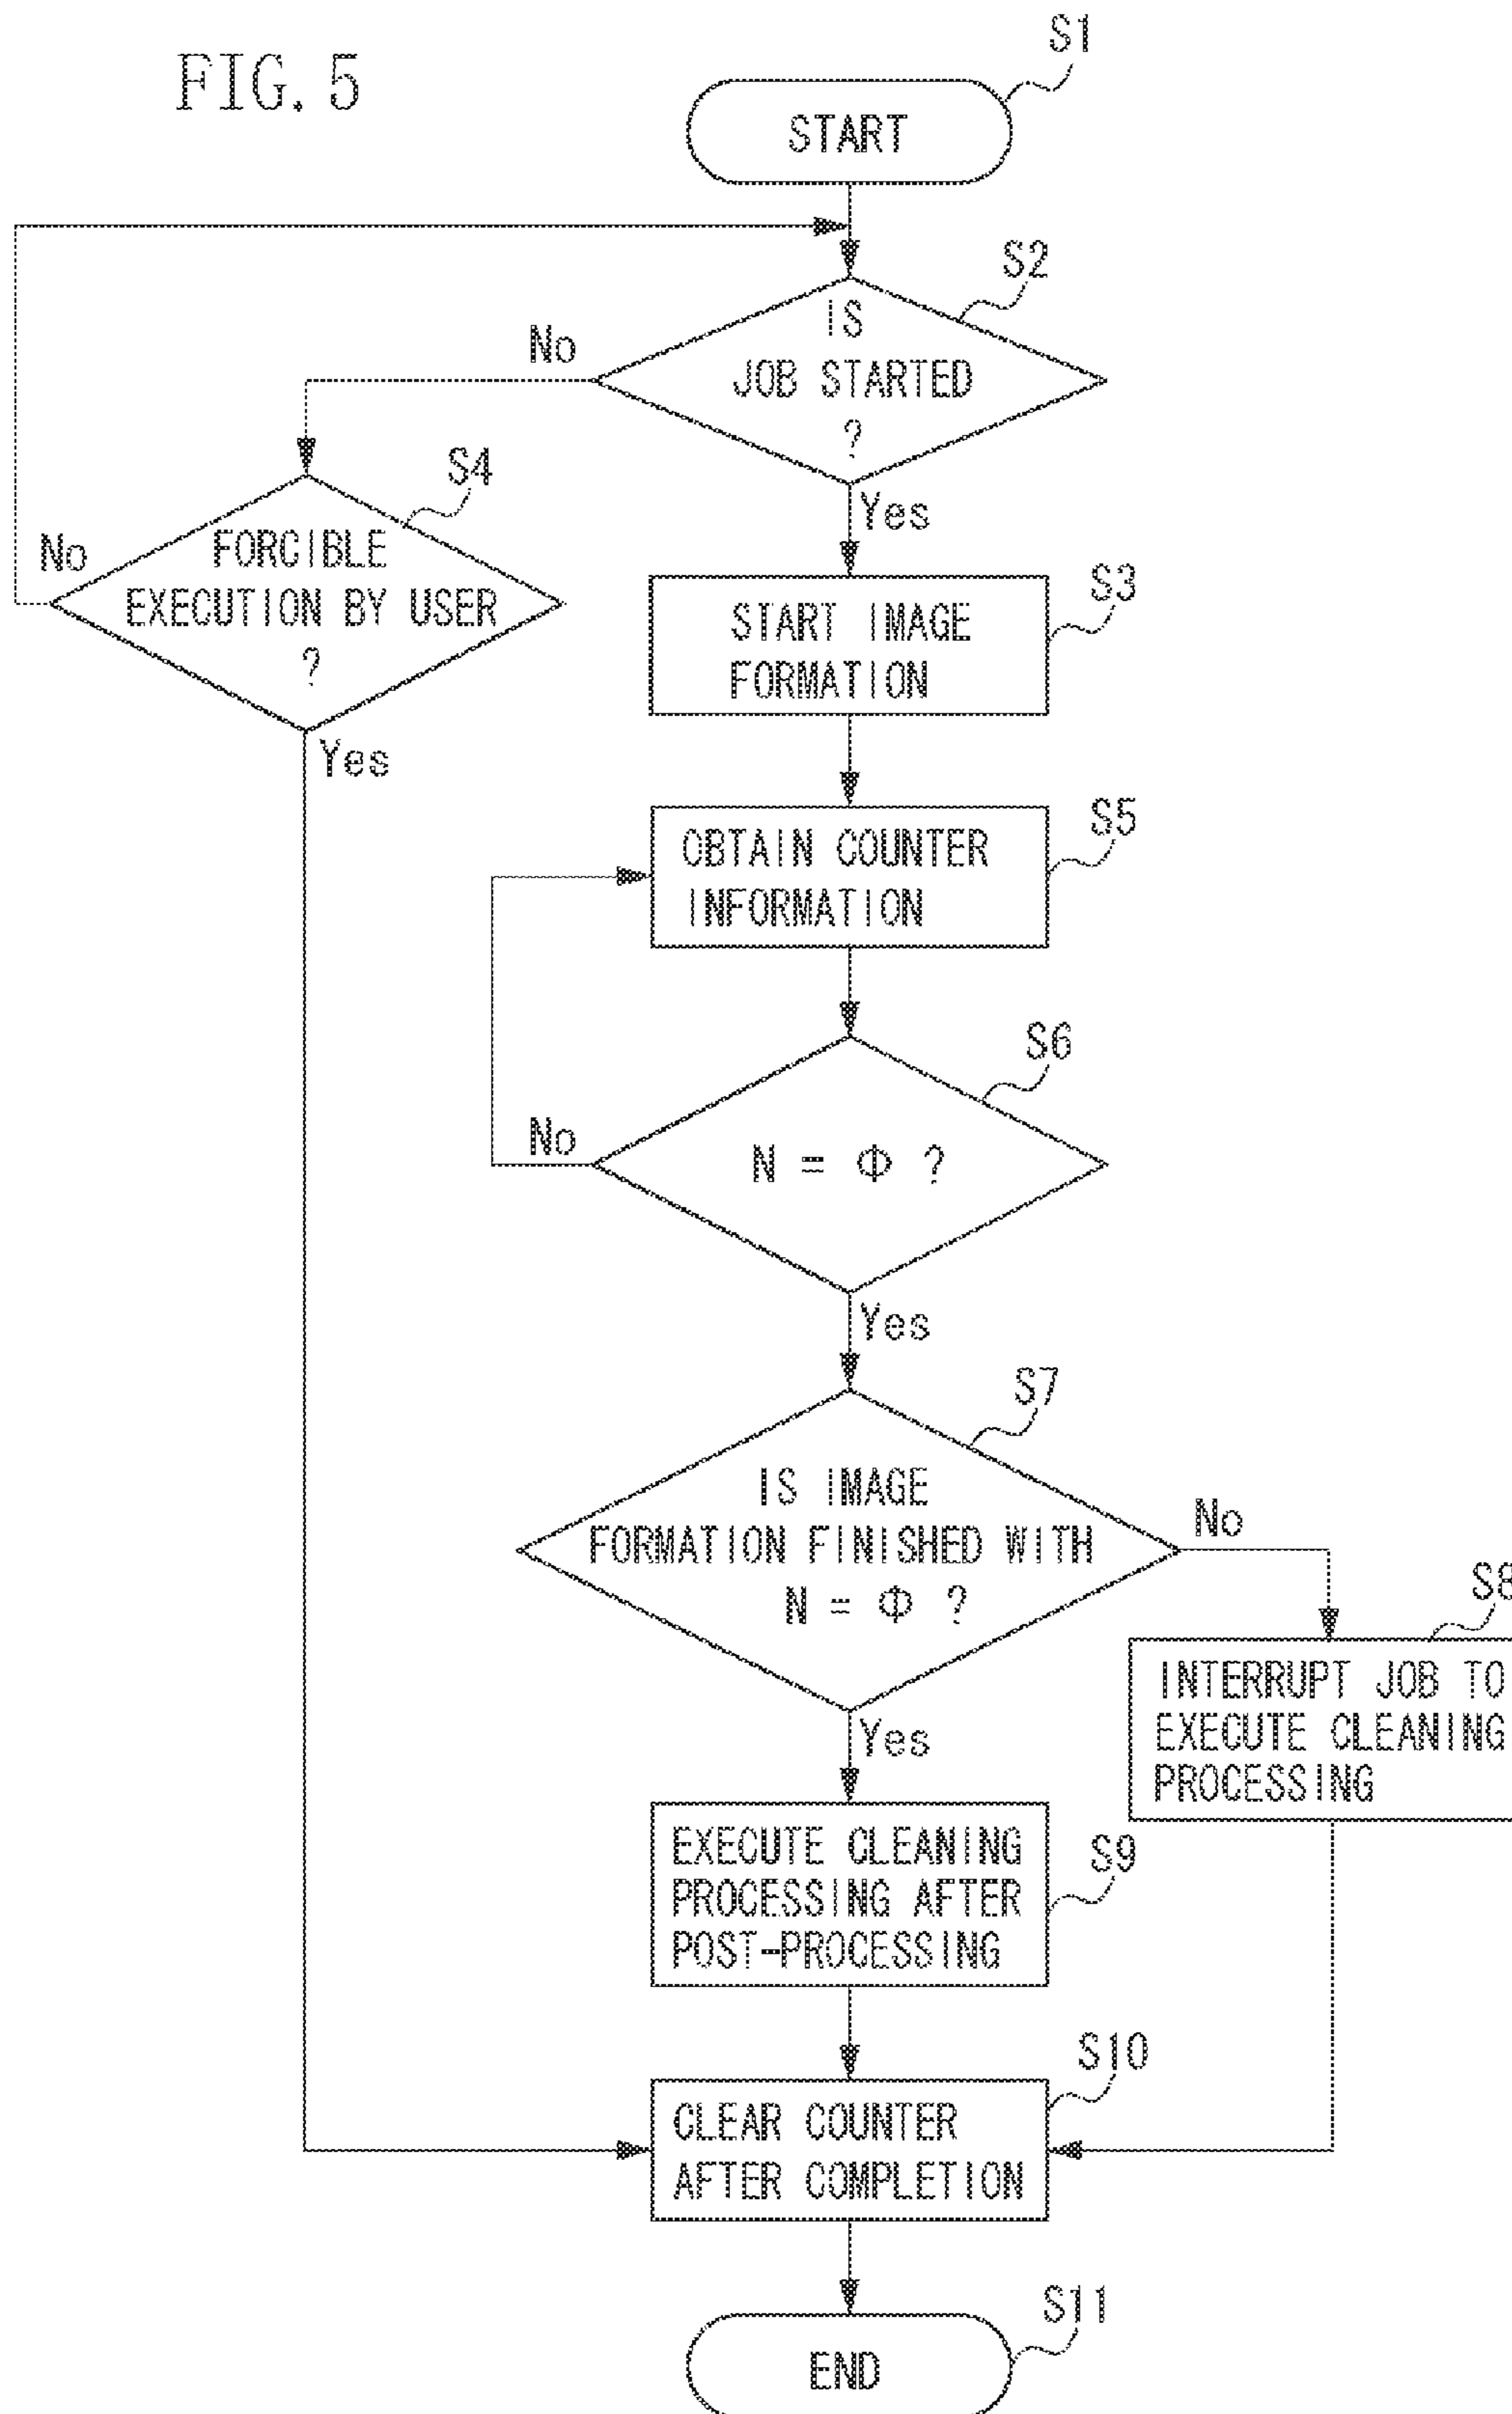 FIG. 5
S1
START
S2
IS
JOB STARTED
?
No
Yes
S4
FORCIBLE
EXECUTION BY USER
?
No
Yes
S3
START IMAGE
FORMATION
S5
OBTAIN COUNTER
INFORMATION
S6
N = Φ ?
No
Yes
S7
IS IMAGE
FORMATION FINISHED WITH
N = Φ ?
No
Yes
S8
INTERRUPT JOB TO
EXECUTE CLEANING
PROCESSING
S9
EXECUTE CLEANING
PROCESSING AFTER
POST-PROCESSING
S10
CLEAR COUNTER
AFTER COMPLETION
S11
END